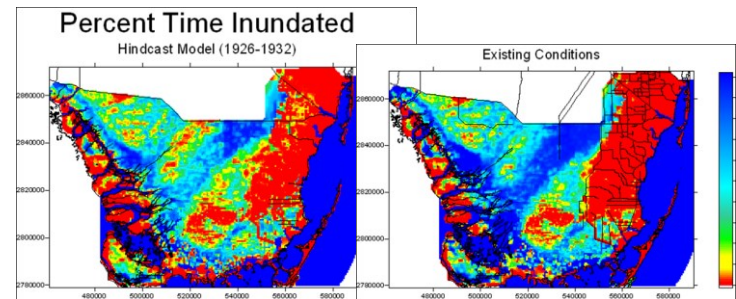 Percent Time Inundated
Hindcast Model (1926-1932)
Existing Conditions
2860000
2840000
2820000
2800000
2780000
480000 500000 520000 540000 560000 580000
2860000
2840000
2820000
2800000
2780000
480000 500000 520000 540000 560000 580000